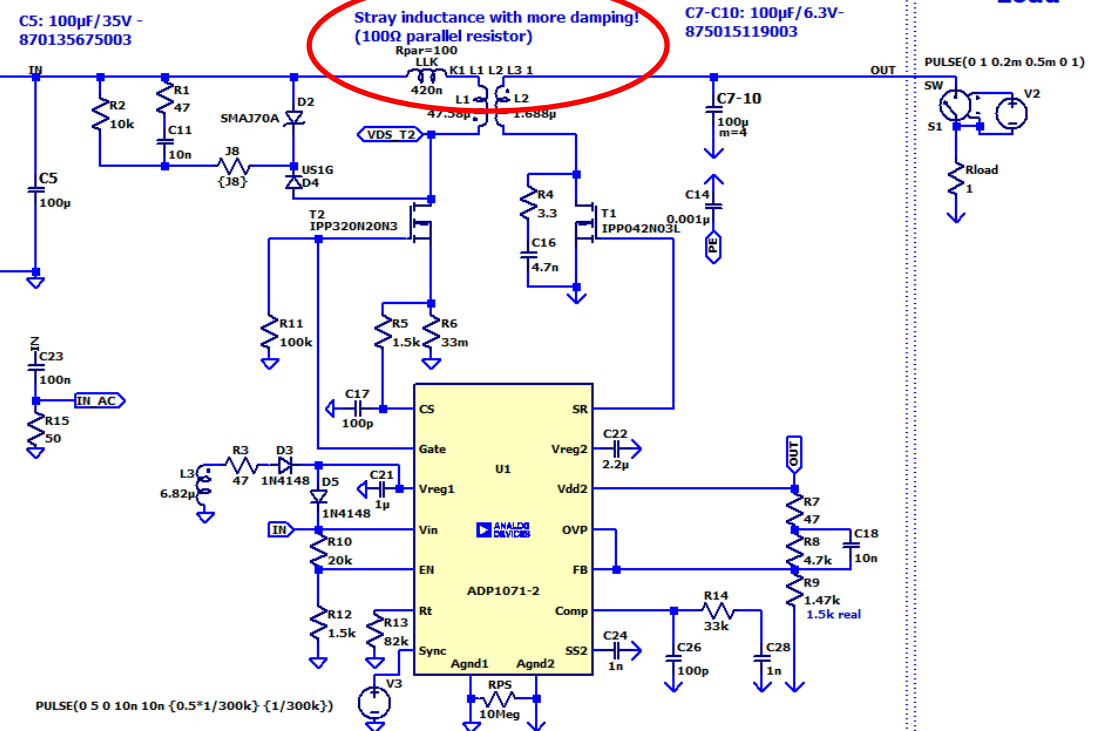 C5: 100µF/35V -
870135675003
Stray inductance with more damping!
(100Ω parallel resistor)
C7-C10: 100µF/6.3V-
875015119003
Rpar=100
LLK
K1 L1 L2 L3 1
420n
IN
OUT
PULSE(0 1 0.2m 0.5m 0 1)
SW
V2
S1
Rload
1
R2
10k
R1
47
C11
10n
D2
SMAJ70A
J8
{J8}
US1G
D4
L1
47.58µ
L2
1.688µ
VDS_T2
C7-10
100µ
m=4
C14
0.001µ
PE
C5
100µ
T2
IPP320N20N3
R4
3.3
C16
4.7n
T1
IPP042N03L
R11
100k
R5
1.5k
R6
33m
IN
C23
100n
IN_AC
R15
50
C17
100p
CS
SR
Gate
Vreg2
C22
2.2µ
U1
Vreg1
Vdd2
ANALOG
DEVICES
Vin
OVP
EN
FB
ADP1071-2
Rt
Comp
Sync
SS2
Agnd1
Agnd2
L3
6.82µ
R3
47
D3
1N4148
D5
1N4148
C21
1µ
IN
R10
20k
R12
1.5k
R13
82k
V3
PULSE(0 5 0 10n 10n {0.5*1/300k} {1/300k})
RPS
10Meg
C24
1n
R14
33k
C26
100p
C28
1n
OUT
R7
47
R8
4.7k
C18
10n
R9
1.47k
1.5k real